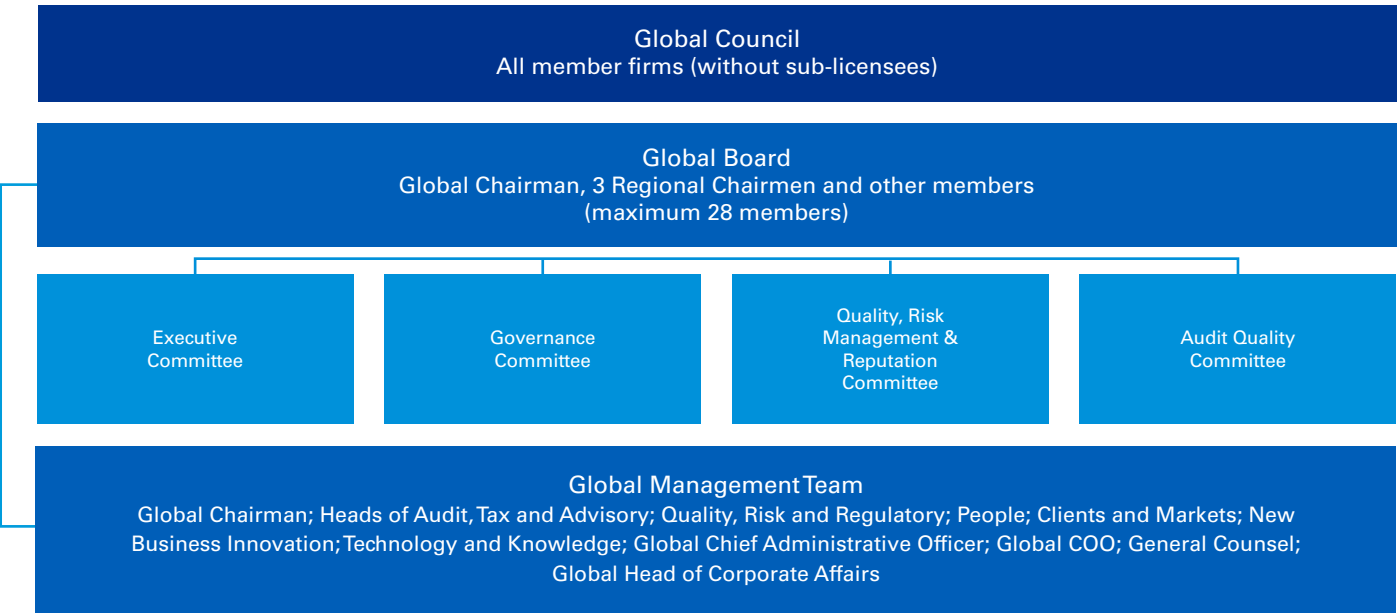 Global Council
All member firms (without sub-licensees)
Global Board
Global Chairman, 3 Regional Chairmen and other members
(maximum 28 members)
Executive
Committee
Governance
Committee
Quality, Risk
Management &
Reputation
Committee
Audit Quality
Committee
Global Management Team
Global Chairman; Heads of Audit, Tax and Advisory; Quality, Risk and Regulatory; People; Clients and Markets; New
Business Innovation; Technology and Knowledge; Global Chief Administrative Officer; Global COO; General Counsel;
Global Head of Corporate Affairs